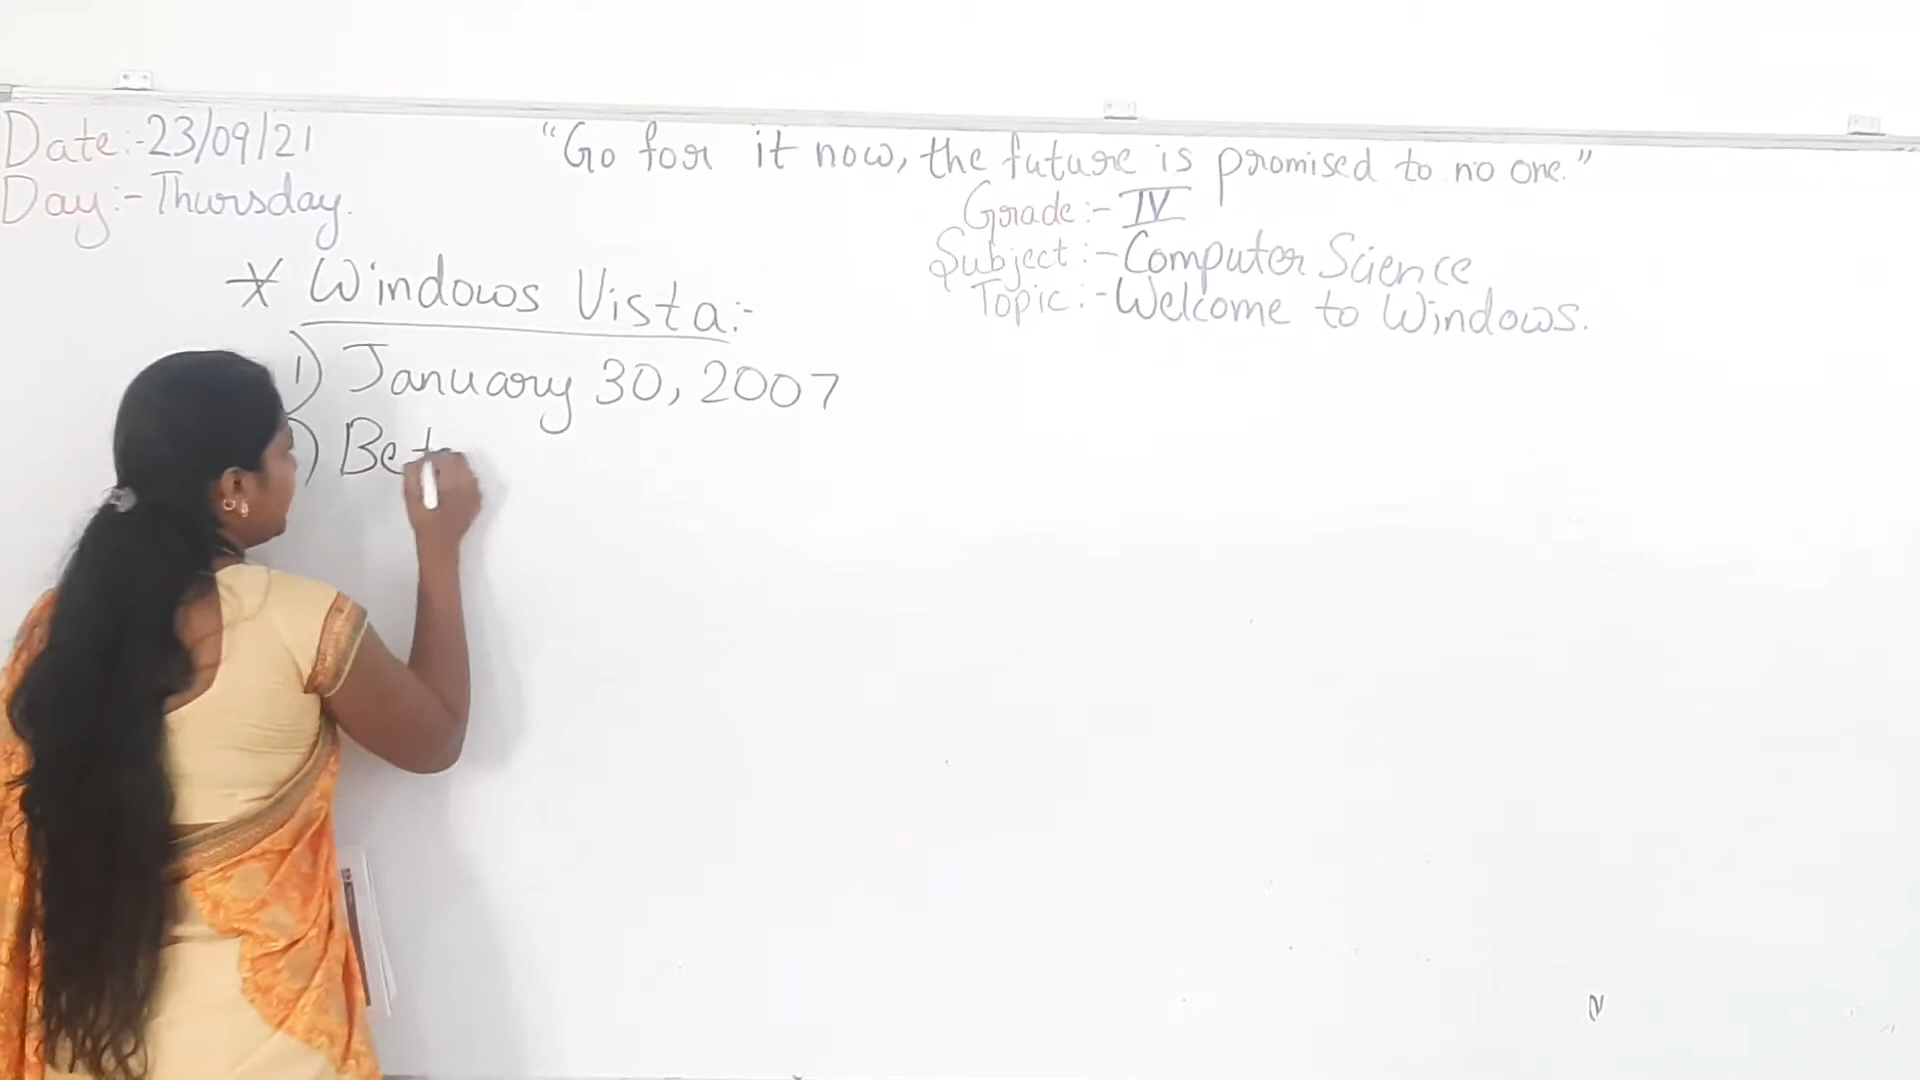 Date:-23/09/21
Day:-Thursday.
"Go for it now, the future is promised to no one."
Grade:- IV
Subject:-Computer Science
Topic:-Welcome to Windows.
* Windows Vista:-
1) January 30, 2007
) Bet